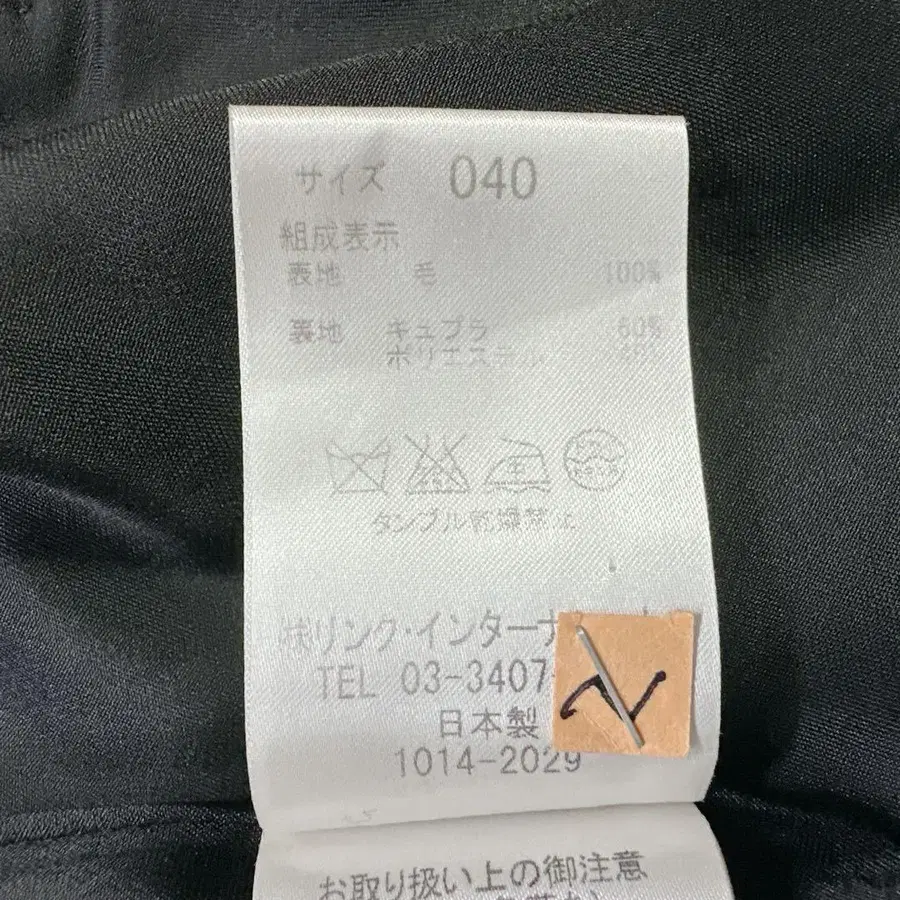 サイズ 040
組成表示
表地 毛 100%
裏地 キュプラ 60%
ポリエステル
タンブル乾燥禁止
㈱リンク・インターナ
TEL 03-3407-
日本製
1014-2029
お取り扱い上の御注意